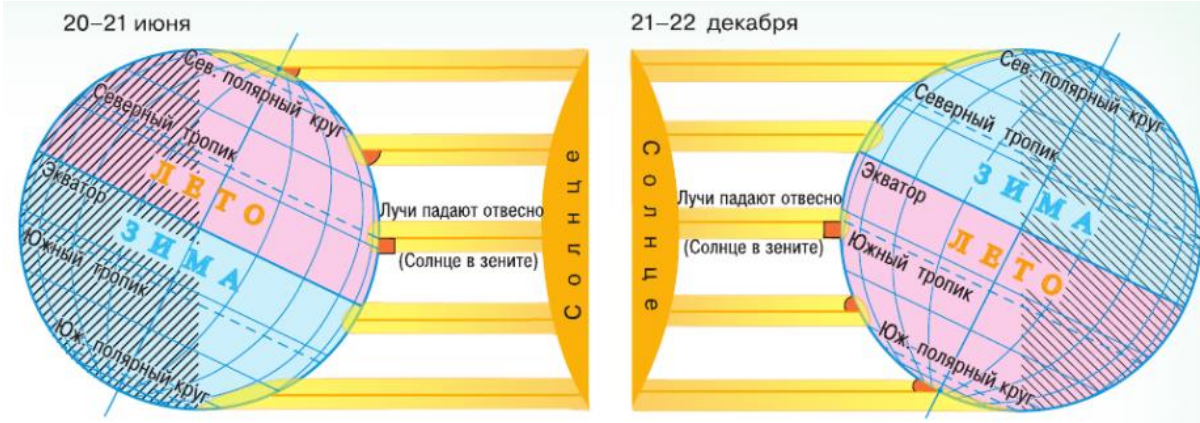 20–21 июня
Сев. полярный круг
Северный тропик
ЛЕТО
Экватор
ЗИМА
Южный тропик
Юж. полярный круг
Лучи падают отвесно
(Солнце в зените)
Солнце
21–22 декабря
Солнце
Лучи падают отвесно
(Солнце в зените)
Сев. полярный круг
Северный тропик
ЗИМА
Экватор
ЛЕТО
Южный тропик
Юж. полярный круг